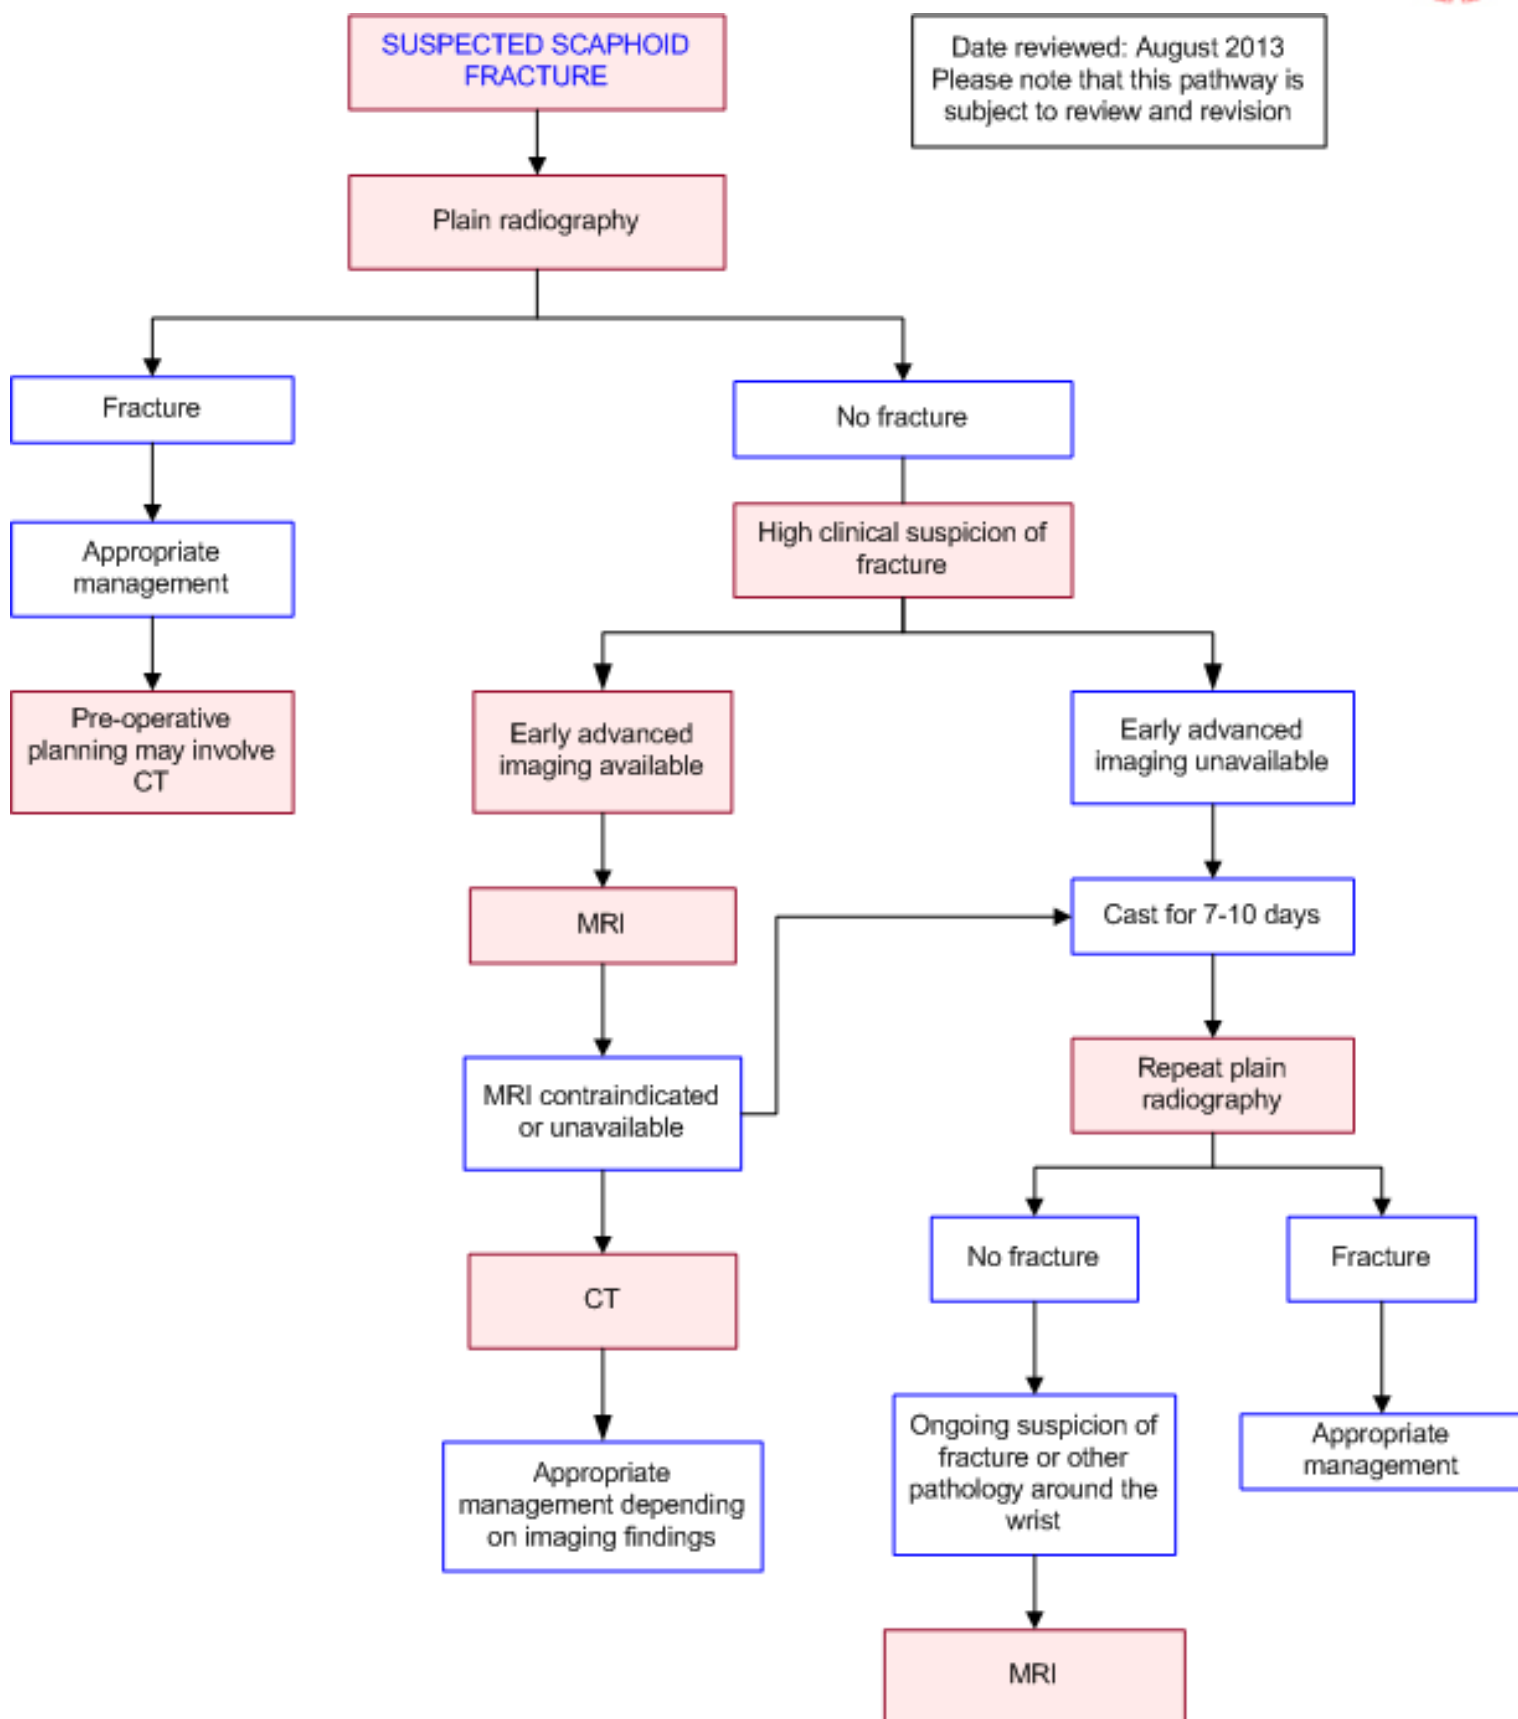 SUSPECTED SCAPHOID
FRACTURE
Date reviewed: August 2013
Please note that this pathway is
subject to review and revision
Plain radiography
Fracture
No fracture
Appropriate
management
High clinical suspicion of
fracture
Pre-operative
planning may involve
CT
Early advanced
imaging available
Early advanced
imaging unavailable
MRI
Cast for 7-10 days
MRI contraindicated
or unavailable
Repeat plain
radiography
CT
No fracture
Fracture
Appropriate
management depending
on imaging findings
Ongoing suspicion of
fracture or other
pathology around the
wrist
Appropriate
management
MRI